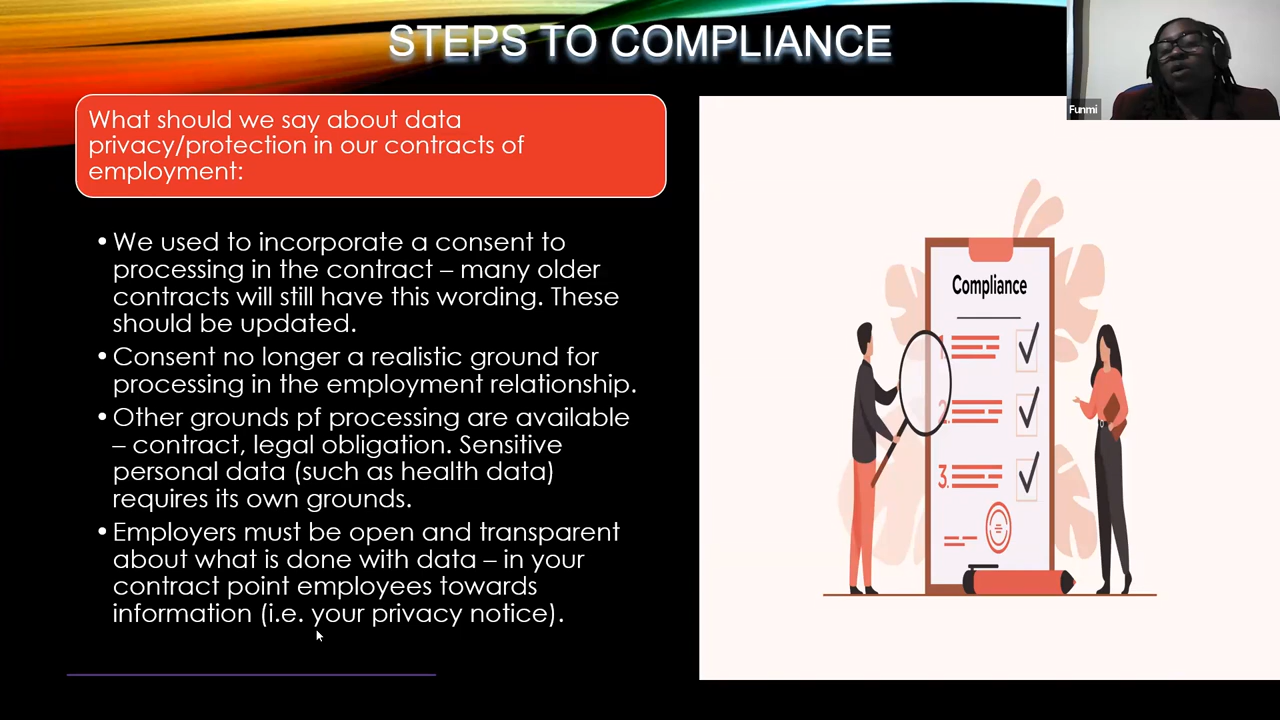 STEPS TO COMPLIANCE
Funmi
What should we say about data
privacy/protection in our contracts of
employment:
• We used to incorporate a consent to
processing in the contract – many older
contracts will still have this wording. These
should be updated.
• Consent no longer a realistic ground for
processing in the employment relationship.
• Other grounds pf processing are available
– contract, legal obligation. Sensitive
personal data (such as health data)
requires its own grounds.
• Employers must be open and transparent
about what is done with data – in your
contract point employees towards
information (i.e. your privacy notice).
Compliance
1.
2.
3.